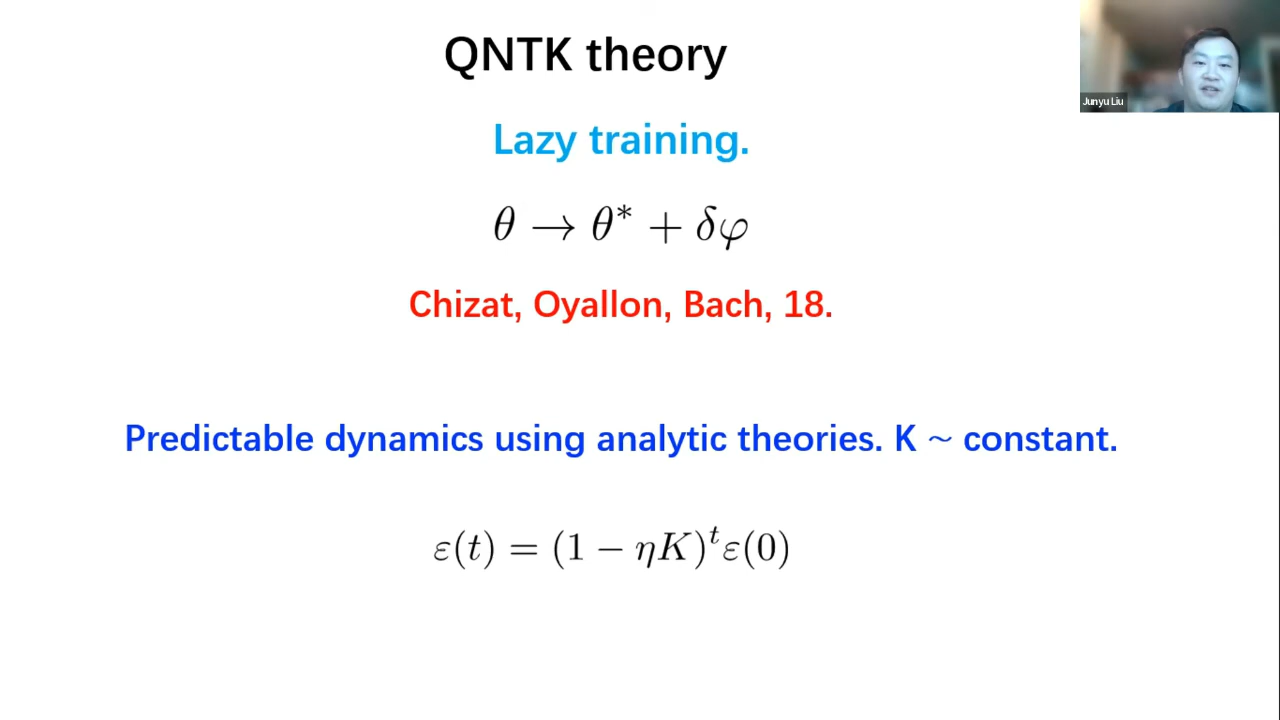 QNTK theory
Junyu Liu
Lazy training.
θ → θ* + δφ
Chizat, Oyallon, Bach, 18.
Predictable dynamics using analytic theories. K ~ constant.
ε(t) = (1 − ηK)ᵗε(0)